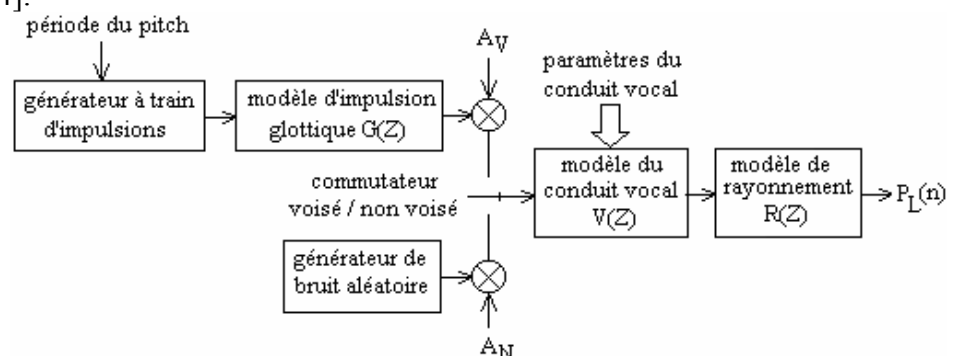 période du pitch
A_V
paramètres du
conduit vocal
générateur à train
d'impulsions
modèle d'impulsion
glottique G(Z)
commutateur
voisé / non voisé
modèle du
conduit vocal
V(Z)
modèle de
rayonnement
R(Z)
P_L(n)
générateur de
bruit aléatoire
A_N